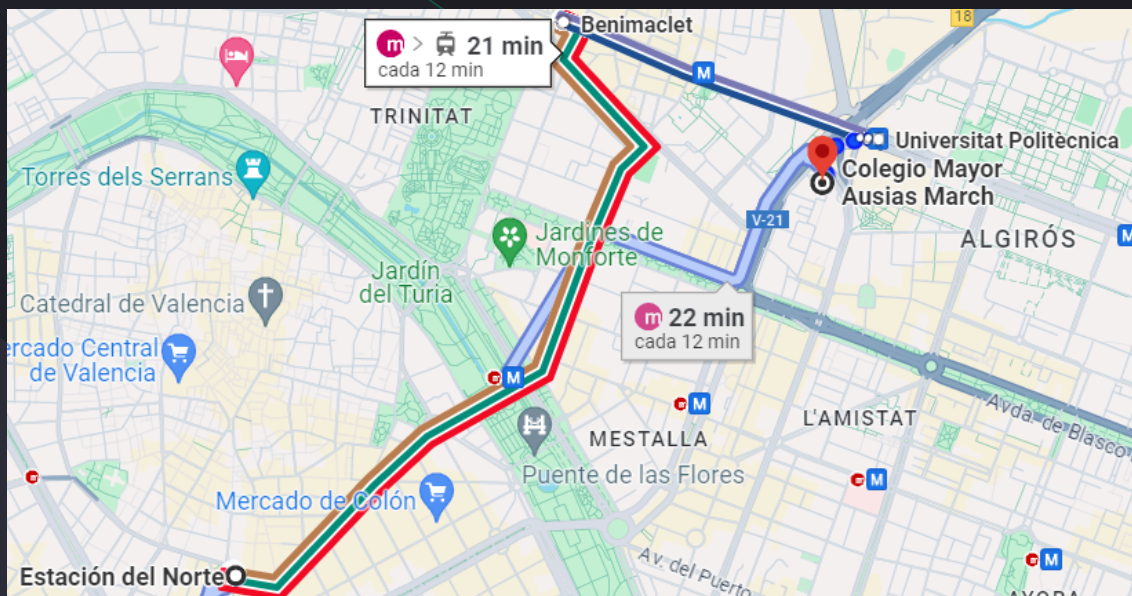 Benimaclet
18
m > 21 min
cada 12 min
M
TRINITAT
Universitat Politècnica
Torres dels Serrans
Colegio Mayor
Ausias March
V-21
Jardines de
Monforte
ALGIRÓS
M
Jardín
del Turia
Catedral de Valencia
m 22 min
cada 12 min
ercado Central
de Valencia
M
M
L'AMISTAT
Avda. de Blasco
MESTALLA
Puente de las Flores
M
Mercado de Colón
Av. del Puerto
M
Estación del Norte
AYORA